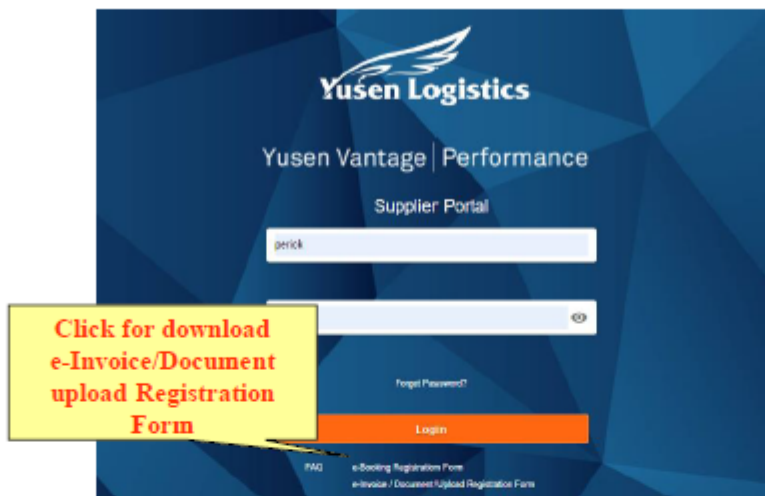 Yusen Logistics
Yusen Vantage | Performance
Supplier Portal
perick
Click for download
e-Invoice/Document
upload Registration
Form
Forgot Password?
Login
FAQ e-Booking Registration Form
e-Invoice / Document Upload Registration Form